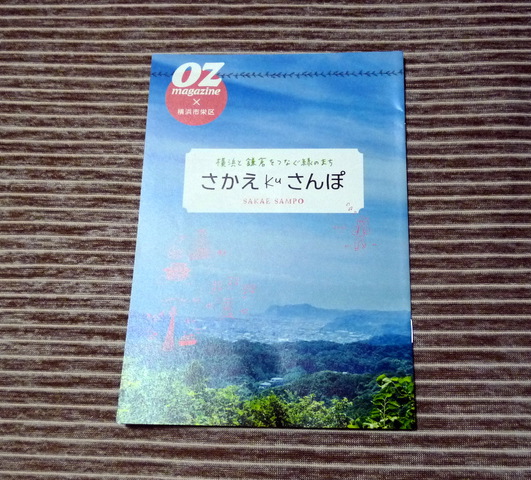 OZ
magazine
×
横浜市栄区
横浜と鎌倉をつなぐ緑のまち
さかえ Ku さんぽ
SAKAE SAMPO